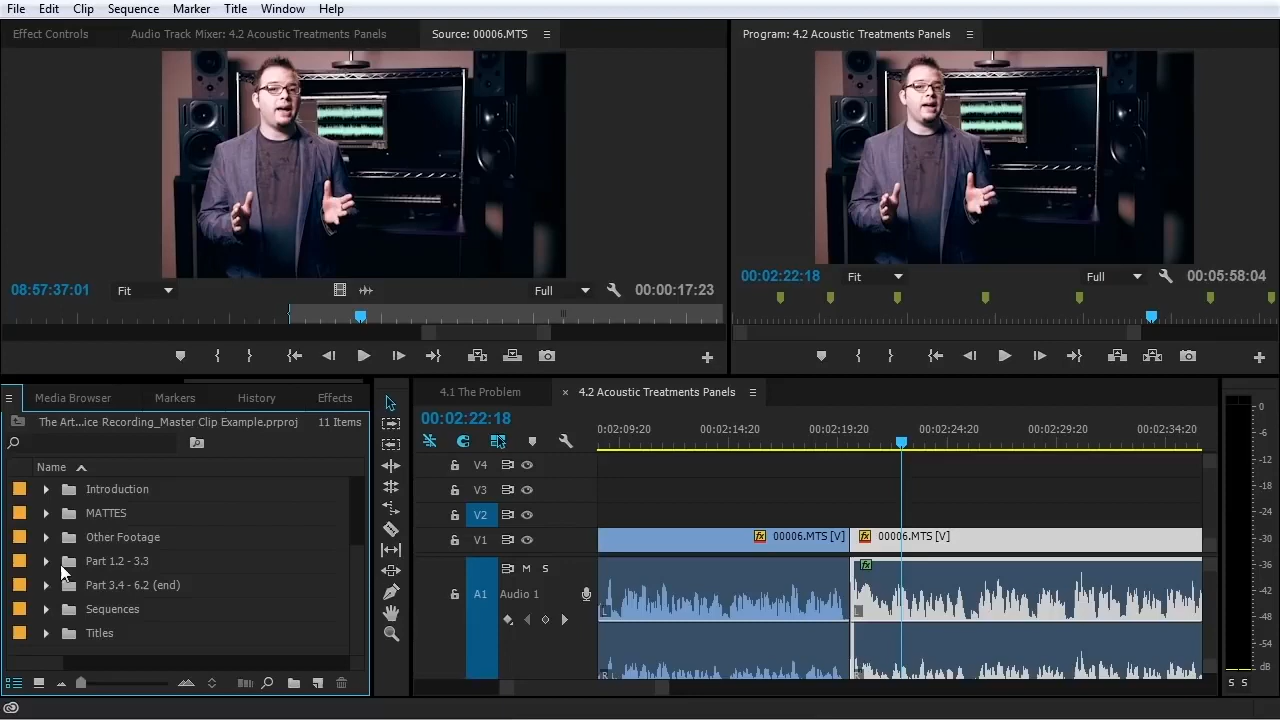 File Edit Clip Sequence Marker Title Window Help
Effect Controls Audio Track Mixer: 4.2 Acoustic Treatments Panels Source: 00006.MTS
Program: 4.2 Acoustic Treatments Panels
08:57:37:01 Fit Full 00:00:17:23
00:02:22:18 Fit Full 00:05:58:04
Media Browser Markers History Effects
The Art...ice Recording_Master Clip Example.prproj 11 Items
Name
Introduction
MATTES
Other Footage
Part 1.2 - 3.3
Part 3.4 - 6.2 (end)
Sequences
Titles
4.1 The Problem × 4.2 Acoustic Treatments Panels
00:02:22:18
0:02:09:20 00:02:14:20 00:02:19:20 00:02:24:20 00:02:29:20 00:02:34:20
V4
V3
V2
V1 fx 00006.MTS [V] fx 00006.MTS [V]
M S fx
A1 Audio 1
L L
R R
0
-6
-12
-18
-24
-30
-36
-42
-48
-54
dB
S S